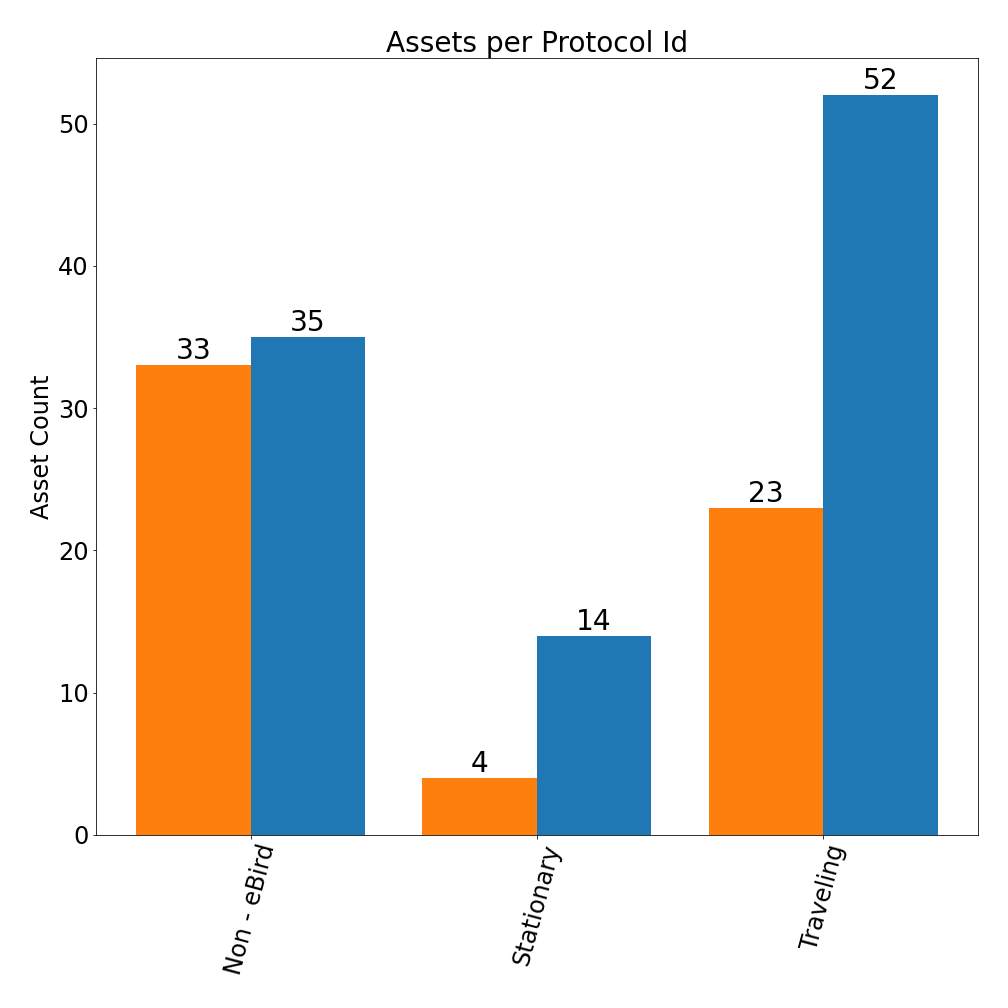 Assets per Protocol Id
Asset Count
50
40
30
20
10
0
33
35
4
14
23
52
Non - eBird
Stationary
Traveling